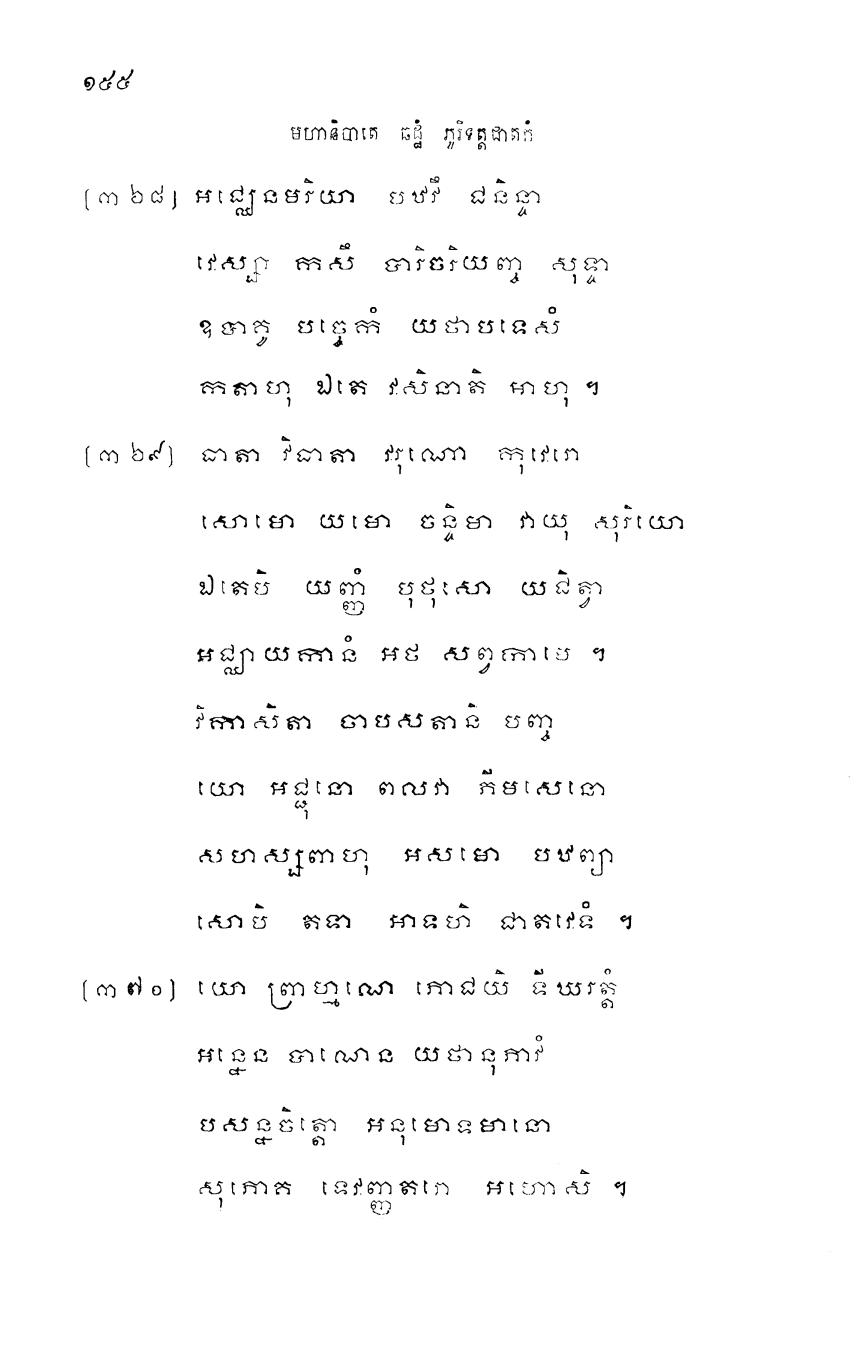 ១៥៥
មហានិបាតេ ឆដ្ឋំ ភូរិទត្តជាតកំ
[៣៦៨] អជ្ឈេនមរិយា បឋវឹ ជនិន្ទា
វេស្សា កសឹ បារិចរិយញ្ច សុទ្ទា
ឧបាគូ បច្ចេកំ យថាបទេសំ
កតាហុ ឯតេ វសិនាតិ អាហុ ។
[៣៦៩] ធាតា វិធាតា វរុណោ កុវេរោ
សោមោ យមោ ចន្ទិមា វាយុ សុរិយោ
ឯតេបិ យញ្ញំ បុថុសោ យជិត្វា
អជ្ឈាយកានំ អថ សព្វកាមេ ។
វិកាសិតា ចាបសតានិ បញ្ច
យោ អជ្ជុនោ ពលវា ភីមសេនោ
សហស្សពាហុ អសមោ បឋព្យា
សោបិ តទា អាទហិ ជាតវេទំ ។
[៣៧០] យោ ព្រាហ្មណេ ភោជយិ ទីឃរត្តំ
អន្នេន បាណេន យថានុភាវំ
បសន្នចិត្តោ អនុមោទមានោ
សុភោគ ទេវញ្ញតរោ អហោសិ ។